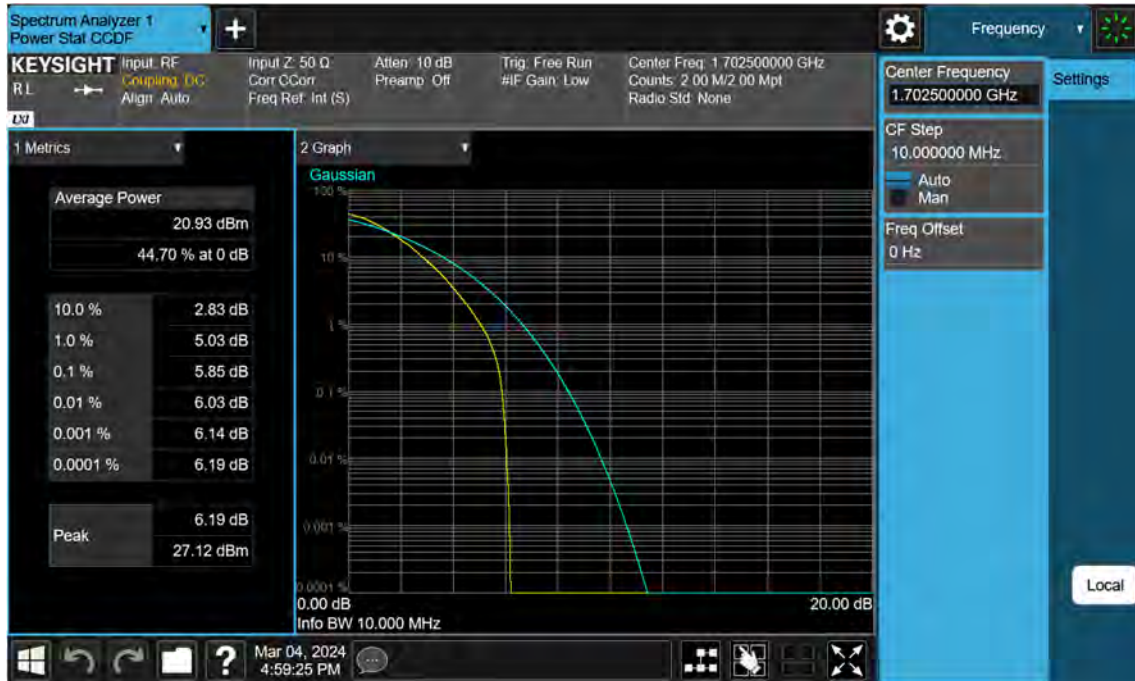 Spectrum Analyzer 1
Power Stat CCDF
Frequency
KEYSIGHT
R L
LXI
Input: RF
Coupling: DC
Align: Auto
Input Z: 50 Ω
Corr CCorr
Freq Ref: Int (S)
Atten: 10 dB
Preamp: Off
Trig: Free Run
#IF Gain: Low
Center Freq: 1.702500000 GHz
Counts: 2.00 M/2.00 Mpt
Radio Std: None
Center Frequency
1.702500000 GHz
Settings
CF Step
10.000000 MHz
Auto
Man
Freq Offset
0 Hz
1 Metrics
Average Power
20.93 dBm
44.70 % at 0 dB
10.0 % 2.83 dB
1.0 % 5.03 dB
0.1 % 5.85 dB
0.01 % 6.03 dB
0.001 % 6.14 dB
0.0001 % 6.19 dB
Peak
6.19 dB
27.12 dBm
2 Graph
Gaussian
100 %
10 %
1 %
0.1 %
0.01 %
0.001 %
0.0001 %
0.00 dB 20.00 dB
Info BW 10.000 MHz
Local
?
Mar 04, 2024
4:59:25 PM